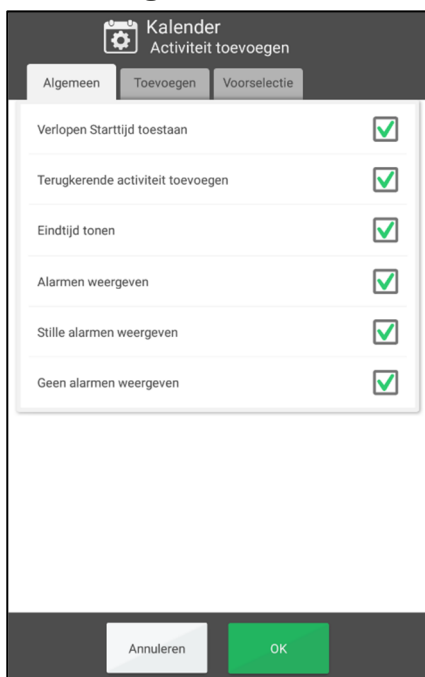 Kalender
Activiteit toevoegen
Algemeen Toevoegen Voorselectie
Verlopen Starttijd toestaan
Terugkerende activiteit toevoegen
Eindtijd tonen
Alarmen weergeven
Stille alarmen weergeven
Geen alarmen weergeven
Annuleren OK